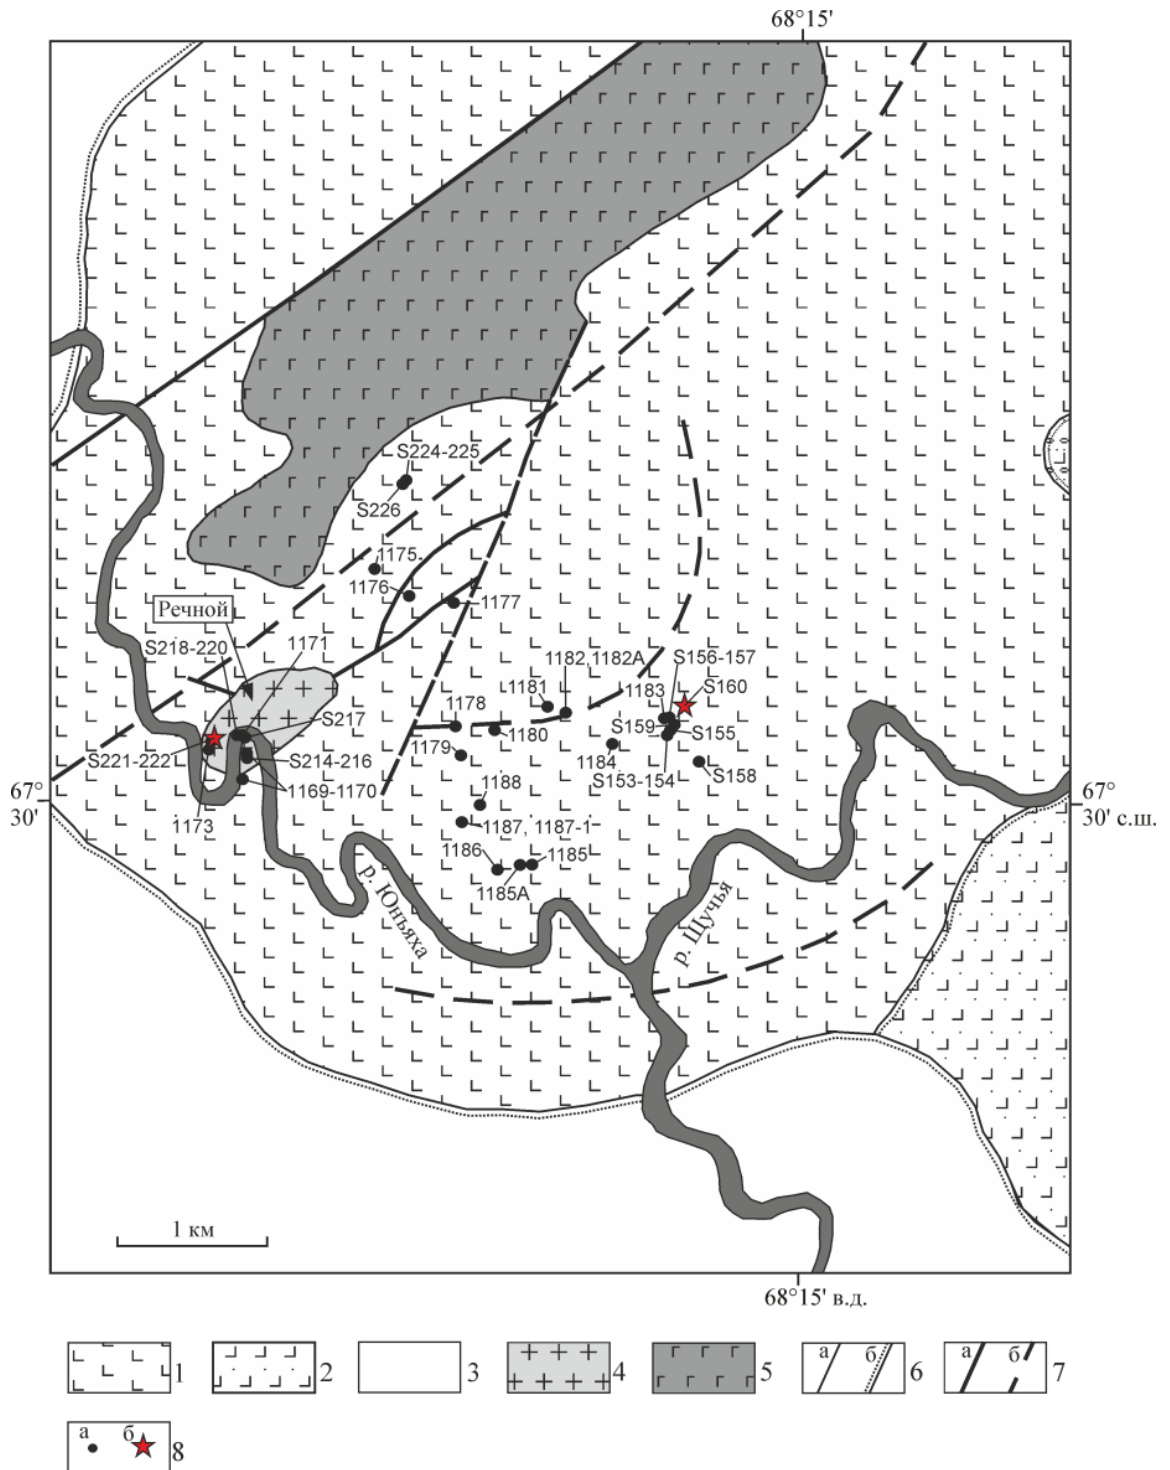 68°15'
S224-225
S226
1175
1176
1177
Речной
S218-220
1171
1182, 1182A
S156-157
1181
1183
S160
1178
S217
S159
S155
1180
S221-222
S214-216
1179
1184
S153-154
S158
1169-1170
1188
67°
30'
67°
30' с.ш.
1173
1187, 1187-1
1186
1185
1185A
р. Юнъяха
р. Щучья
1 км
68°15' в.д.
1
2
3
4
5
а б 6
а б 7
а б 8